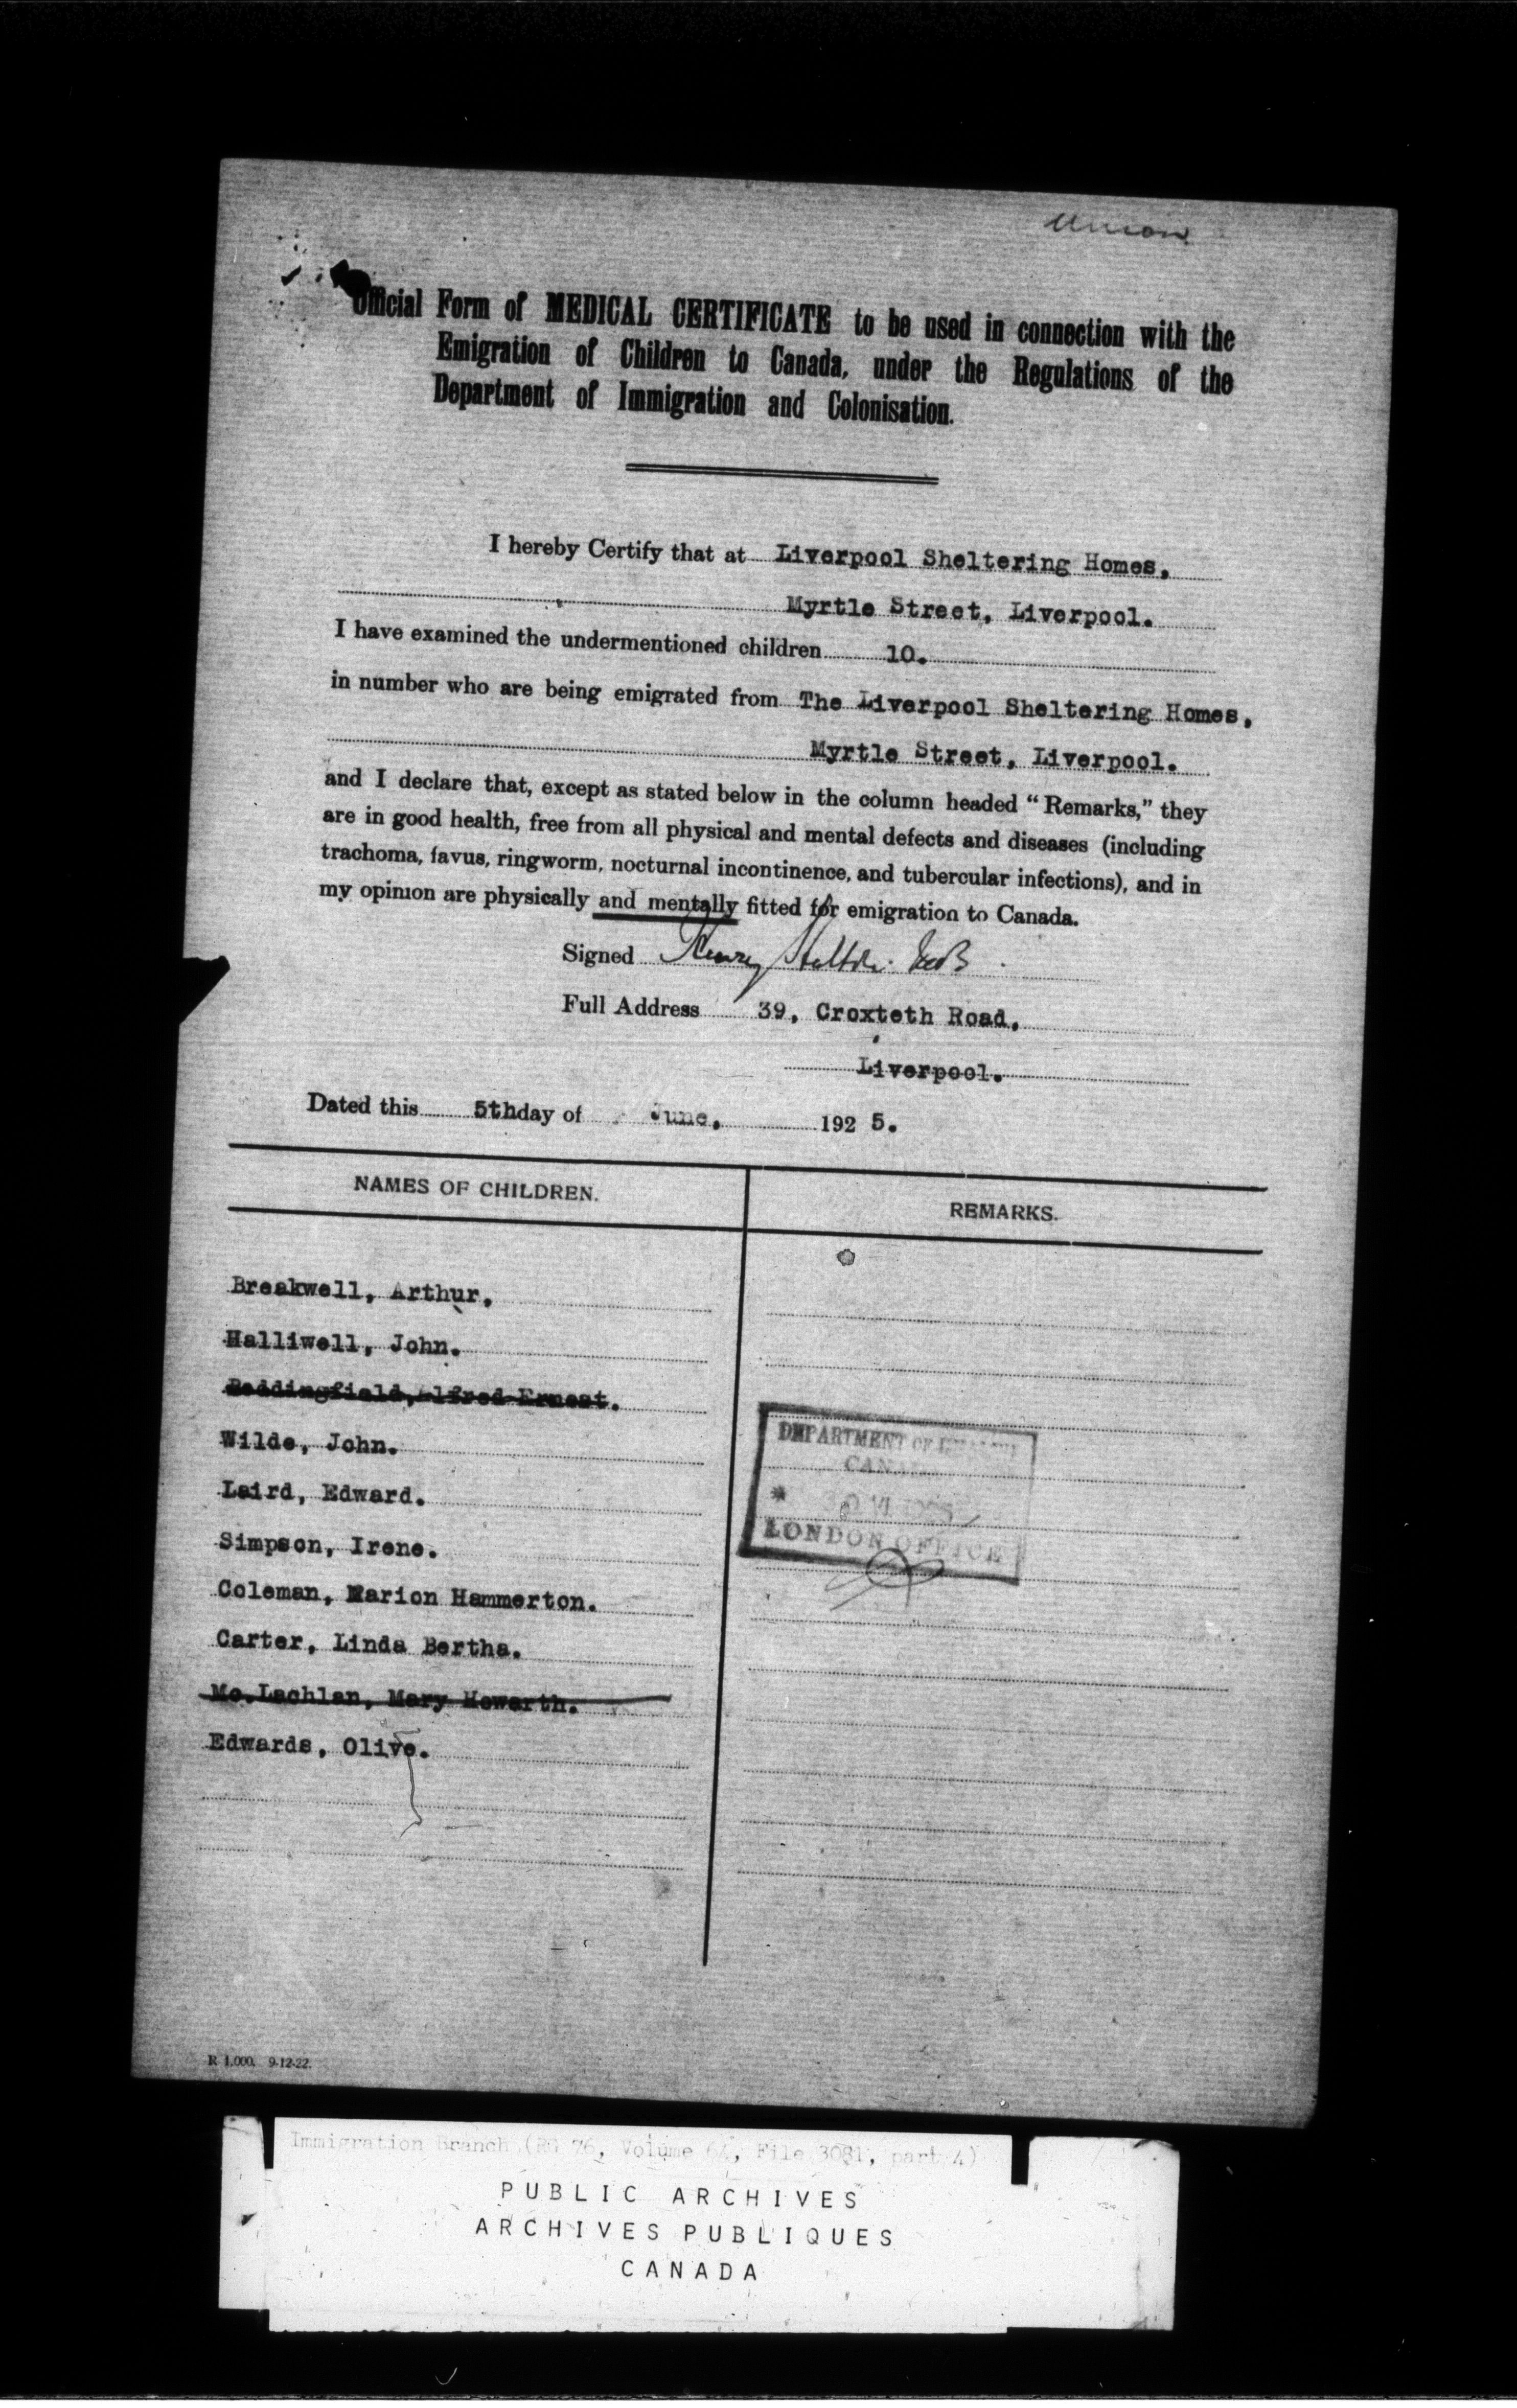 Union
Official Form of MEDICAL CERTIFICATE to be used in connection with the
Emigration of Children to Canada, under the Regulations of the
Department of Immigration and Colonisation.
I hereby Certify that at Liverpool Sheltering Homes,
Myrtle Street, Liverpool.
I have examined the undermentioned children 10.
in number who are being emigrated from The Liverpool Sheltering Homes,
Myrtle Street, Liverpool.
and I declare that, except as stated below in the column headed “Remarks,” they
are in good health, free from all physical and mental defects and diseases (including
trachoma, favus, ringworm, nocturnal incontinence, and tubercular infections), and in
my opinion are physically and mentally fitted for emigration to Canada.
Signed Henry
Full Address 39, Croxteth Road,
Liverpool.
Dated this 5th day of June, 1925.
NAMES OF CHILDREN. REMARKS.
Breakwell, Arthur.
Halliwell, John.
Beddingfield, Alfred Ernest.
Wilde, John.
Laird, Edward.
Simpson, Irene.
Coleman, Marion Hammerton.
Carter, Linda Bertha.
Mc.Lachlan, Mary Howarth.
Edwards, Olive.
DEPARTMENT OF
CANADA
* 30 VI 1925
LONDON OFFICE
R 1,000. 9-12-22.
Immigration Branch (RG 76, Volume 64, File 3081, part 4)
PUBLIC ARCHIVES
ARCHIVES PUBLIQUES
CANADA